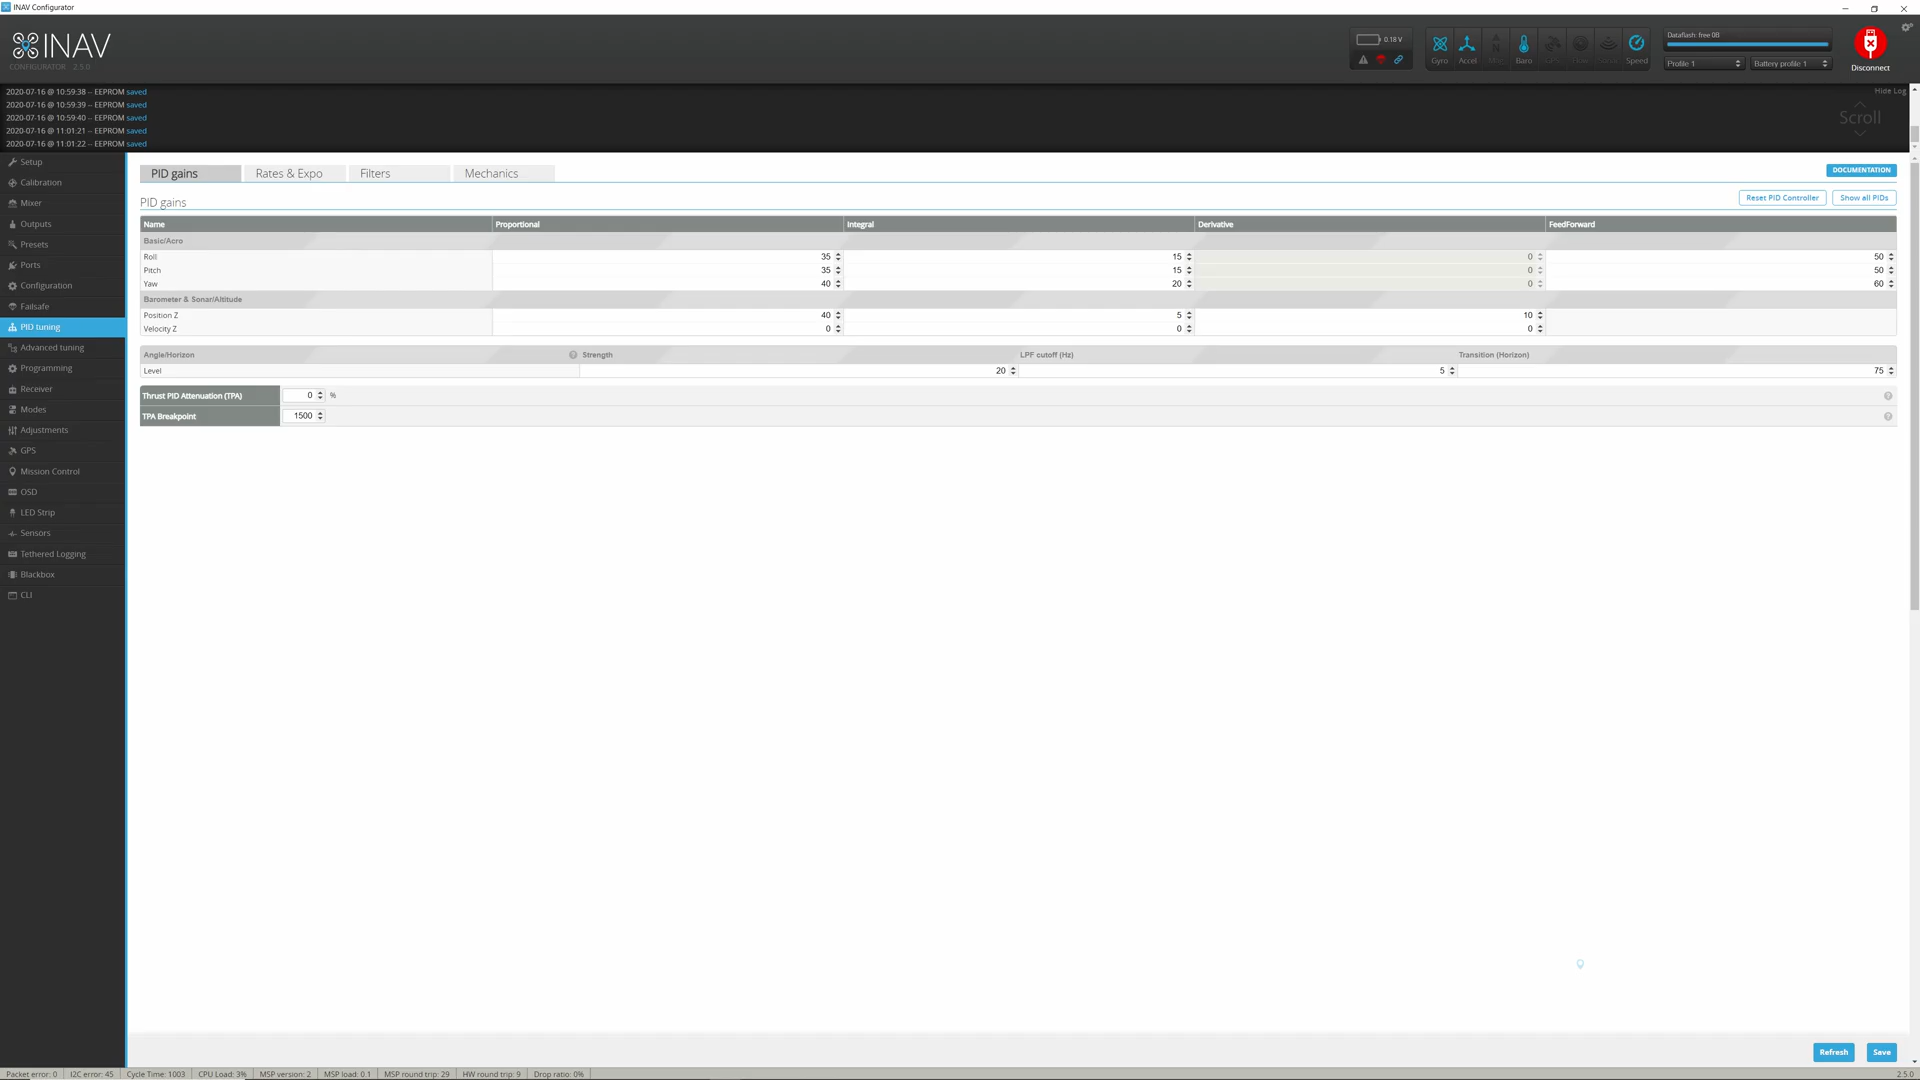 INAV Configurator
INAV
CONFIGURATOR 2.5.0
0.18 V
Gyro Accel Baro Speed
Dataflash: free 0B
Profile 1 Battery profile 1
Disconnect
Hide Log
Scroll
2020-07-16 @ 10:59:38 -- EEPROM saved
2020-07-16 @ 10:59:39 -- EEPROM saved
2020-07-16 @ 10:59:40 -- EEPROM saved
2020-07-16 @ 11:01:21 -- EEPROM saved
2020-07-16 @ 11:01:22 -- EEPROM saved
Setup
Calibration
Mixer
Outputs
Presets
Ports
Configuration
Failsafe
PID tuning
Advanced tuning
Programming
Receiver
Modes
Adjustments
GPS
Mission Control
OSD
LED Strip
Sensors
Tethered Logging
Blackbox
CLI
PID gains Rates & Expo Filters Mechanics
DOCUMENTATION
PID gains
Reset PID Controller Show all PIDs
Name Proportional Integral Derivative FeedForward
Basic/Acro
Roll 35 15 0 50
Pitch 35 15 0 50
Yaw 40 20 0 60
Barometer & Sonar/Altitude
Position Z 40 5 10
Velocity Z 0 0 0
Angle/Horizon ? Strength LPF cutoff (Hz) Transition (Horizon)
Level 20 5 75
Thrust PID Attenuation (TPA) 0 % ?
TPA Breakpoint 1500 ?
Refresh Save
Packet error: 0 I2C error: 45 Cycle Time: 1003 CPU Load: 3% MSP version: 2 MSP load: 0.1 MSP round trip: 29 HW round trip: 9 Drop ratio: 0% 2.5.0